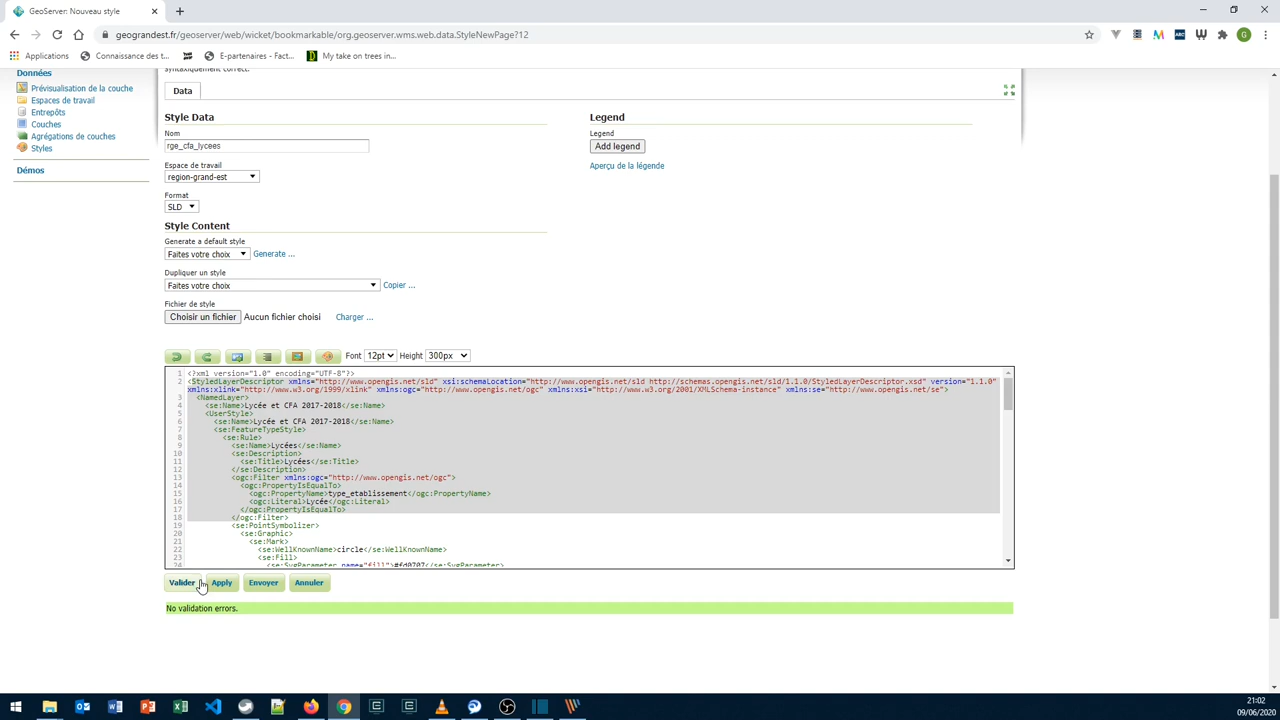 GeoServer: Nouveau style
geograndest.fr/geoserver/web/wicket/bookmarkable/org.geoserver.wms.web.data.StyleNewPage?12
G
Applications
Connaissance des t...
E-partenaires - Fact...
My take on trees in...
syntaxiquement correct.
Données
Prévisualisation de la couche
Espaces de travail
Entrepôts
Couches
Agrégations de couches
Styles
Démos
Data
Style Data
Nom
rge_cfa_lycees
Espace de travail
region-grand-est
Format
SLD
Legend
Legend
Add legend
Aperçu de la légende
Style Content
Generate a default style
Faites votre choix
Generate ...
Dupliquer un style
Faites votre choix
Copier ...
Fichier de style
Choisir un fichier
Aucun fichier choisi
Charger ...
Font 12pt Height 300px
1 <?xml version="1.0" encoding="UTF-8"?>
2 <StyledLayerDescriptor xmlns="http://www.opengis.net/sld" xsi:schemaLocation="http://www.opengis.net/sld http://schemas.opengis.net/sld/1.1.0/StyledLayerDescriptor.xsd" version="1.1.0"
xmlns:xlink="http://www.w3.org/1999/xlink" xmlns:ogc="http://www.opengis.net/ogc" xmlns:xsi="http://www.w3.org/2001/XMLSchema-instance" xmlns:se="http://www.opengis.net/se">
3 <NamedLayer>
4 <se:Name>Lycée et CFA 2017-2018</se:Name>
5 <UserStyle>
6 <se:Name>Lycée et CFA 2017-2018</se:Name>
7 <se:FeatureTypeStyle>
8 <se:Rule>
9 <se:Name>Lycées</se:Name>
10 <se:Description>
11 <se:Title>Lycées</se:Title>
12 </se:Description>
13 <ogc:Filter xmlns:ogc="http://www.opengis.net/ogc">
14 <ogc:PropertyIsEqualTo>
15 <ogc:PropertyName>type_etablissement</ogc:PropertyName>
16 <ogc:Literal>Lycée</ogc:Literal>
17 </ogc:PropertyIsEqualTo>
18 </ogc:Filter>
19 <se:PointSymbolizer>
20 <se:Graphic>
21 <se:Mark>
22 <se:WellKnownName>circle</se:WellKnownName>
23 <se:Fill>
24 <se:SvgParameter name="fill">#fd0707</se:SvgParameter>
Valider
Apply
Envoyer
Annuler
No validation errors.
21:02
09/06/2020